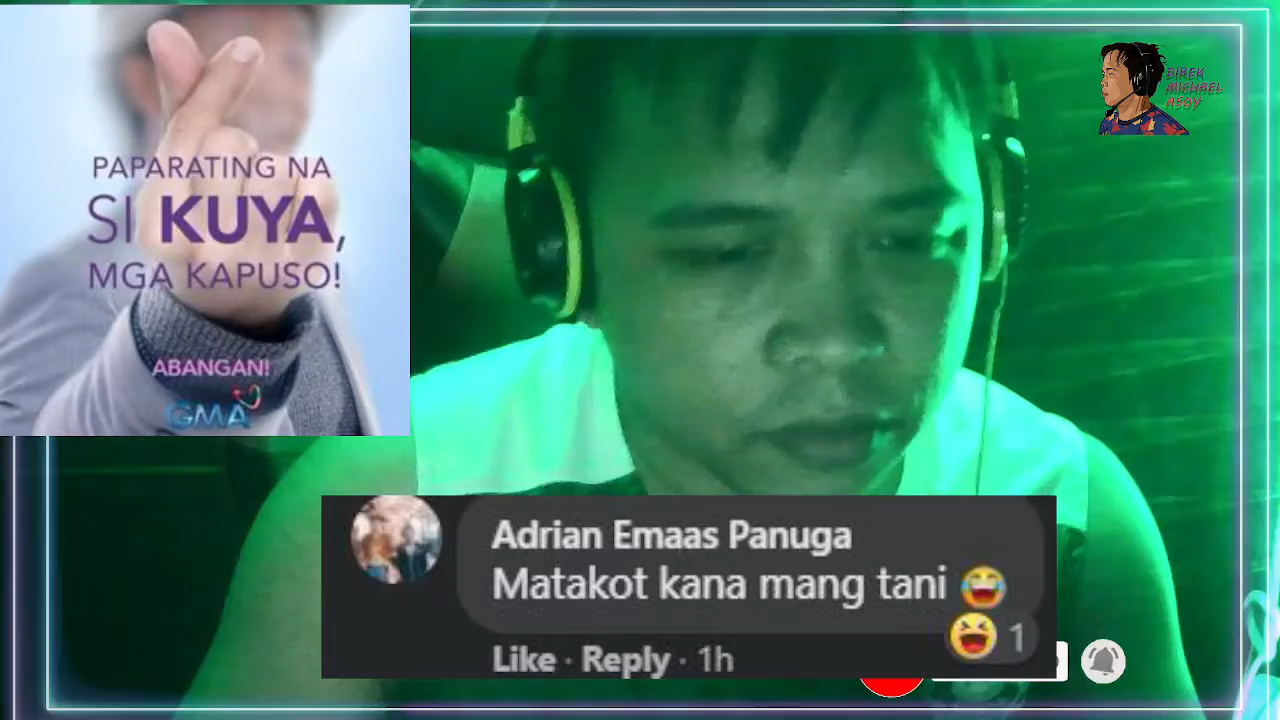 PAPARATING NA
SI KUYA,
MGA KAPUSO!
ABANGAN!
GMA
DIREK
MICHAEL
ASOY
Adrian Emaas Panuga
Matakot kana mang tani 😂
😆 1
Like · Reply · 1h